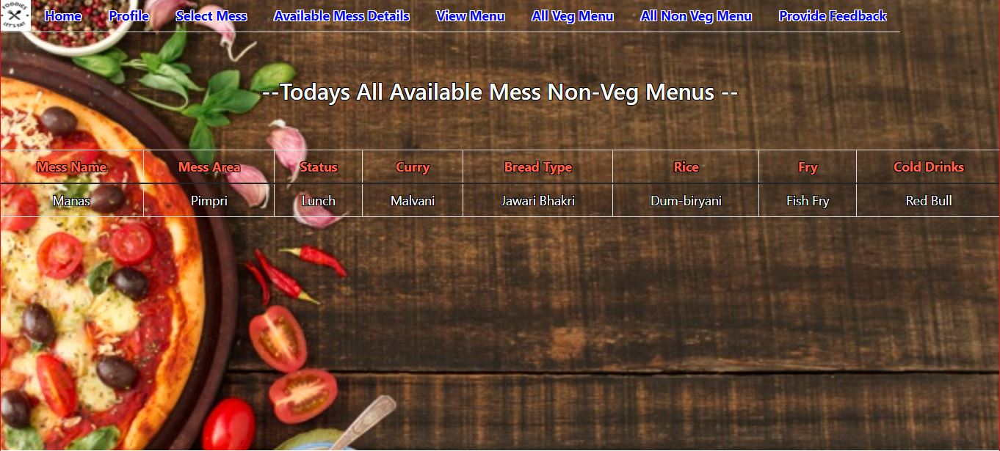 FOODIES
LET'S EAT
Home Profile Select Mess Available Mess Details View Menu All Veg Menu All Non Veg Menu Provide Feedback
--Todays All Available Mess Non-Veg Menus --
Mess Name Mess Area Status Curry Bread Type Rice Fry Cold Drinks
Manas Pimpri Lunch Malvani Jawari Bhakri Dum-biryani Fish Fry Red Bull